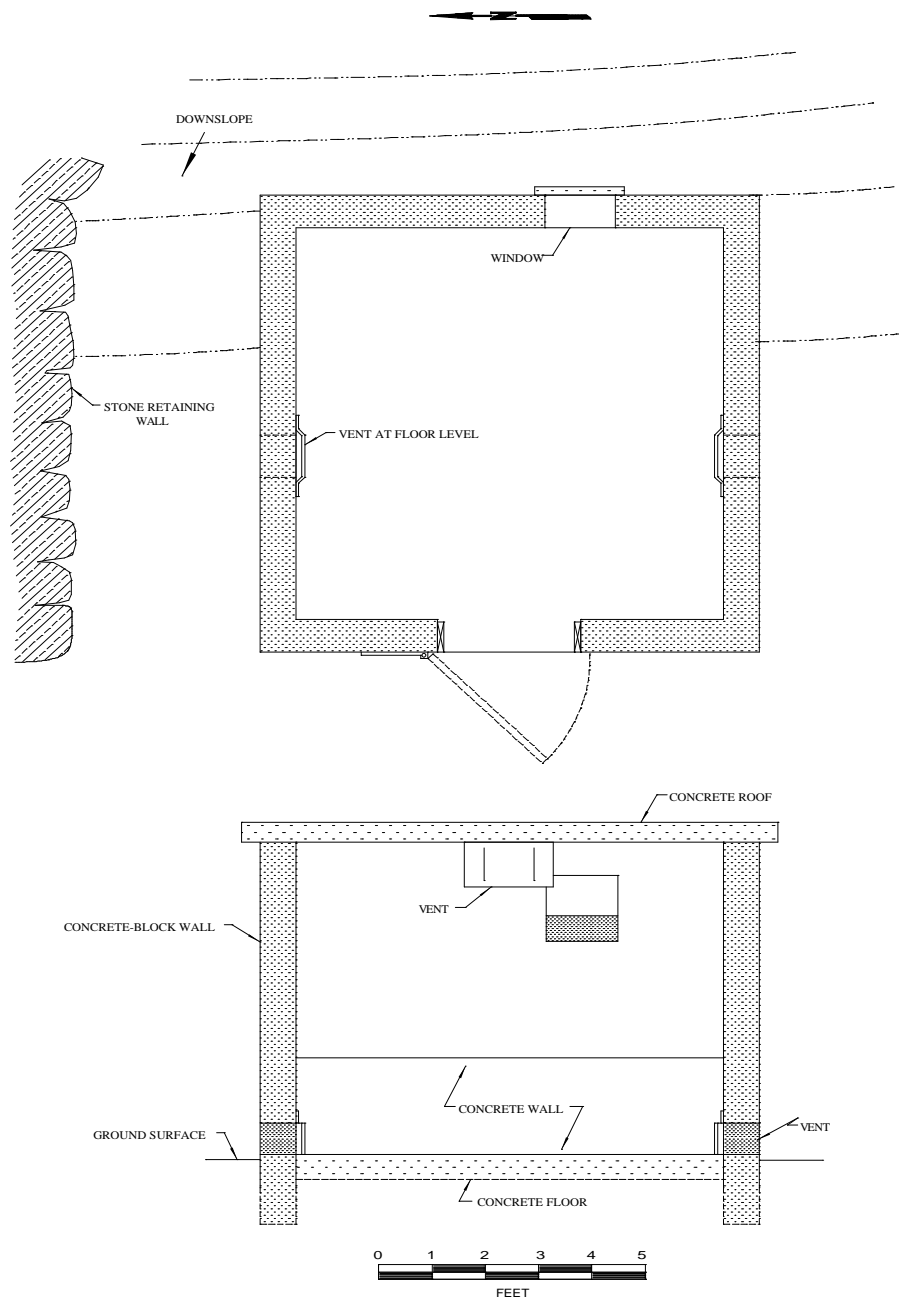 N
DOWNSLOPE
WINDOW
STONE RETAINING
WALL
VENT AT FLOOR LEVEL
CONCRETE ROOF
VENT
CONCRETE-BLOCK WALL
CONCRETE WALL
GROUND SURFACE
VENT
CONCRETE FLOOR
0 1 2 3 4 5
FEET